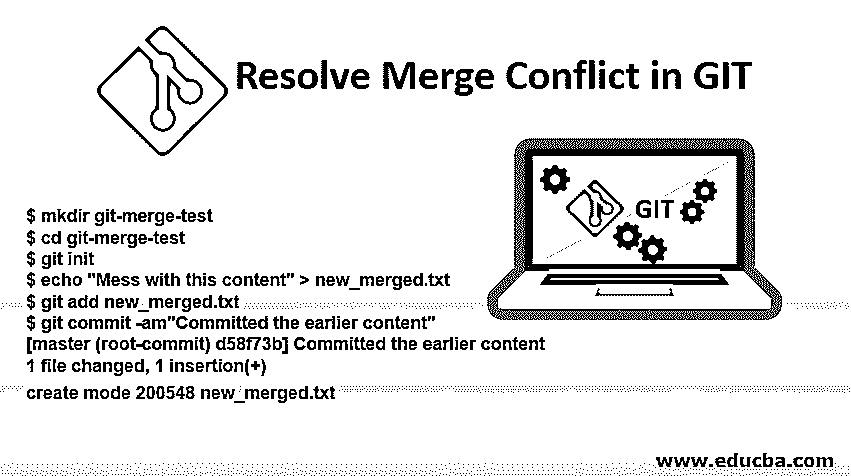 Resolve Merge Conflict in GIT
GIT
$ mkdir git-merge-test
$ cd git-merge-test
$ git init
$ echo "Mess with this content" > new_merged.txt
$ git add new_merged.txt
$ git commit -am"Committed the earlier content"
[master (root-commit) d58f73b] Committed the earlier content
1 file changed, 1 insertion(+)
create mode 200548 new_merged.txt
www.educba.com